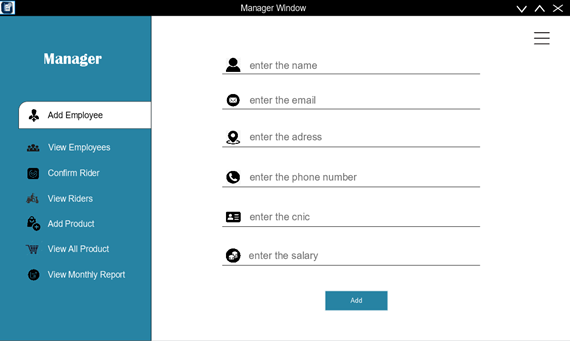 Manager Window
Manager
Add Employee
View Employees
Confirm Rider
View Riders
Add Product
View All Product
View Monthly Report
enter the name
enter the email
enter the adress
enter the phone number
enter the cnic
enter the salary
Add